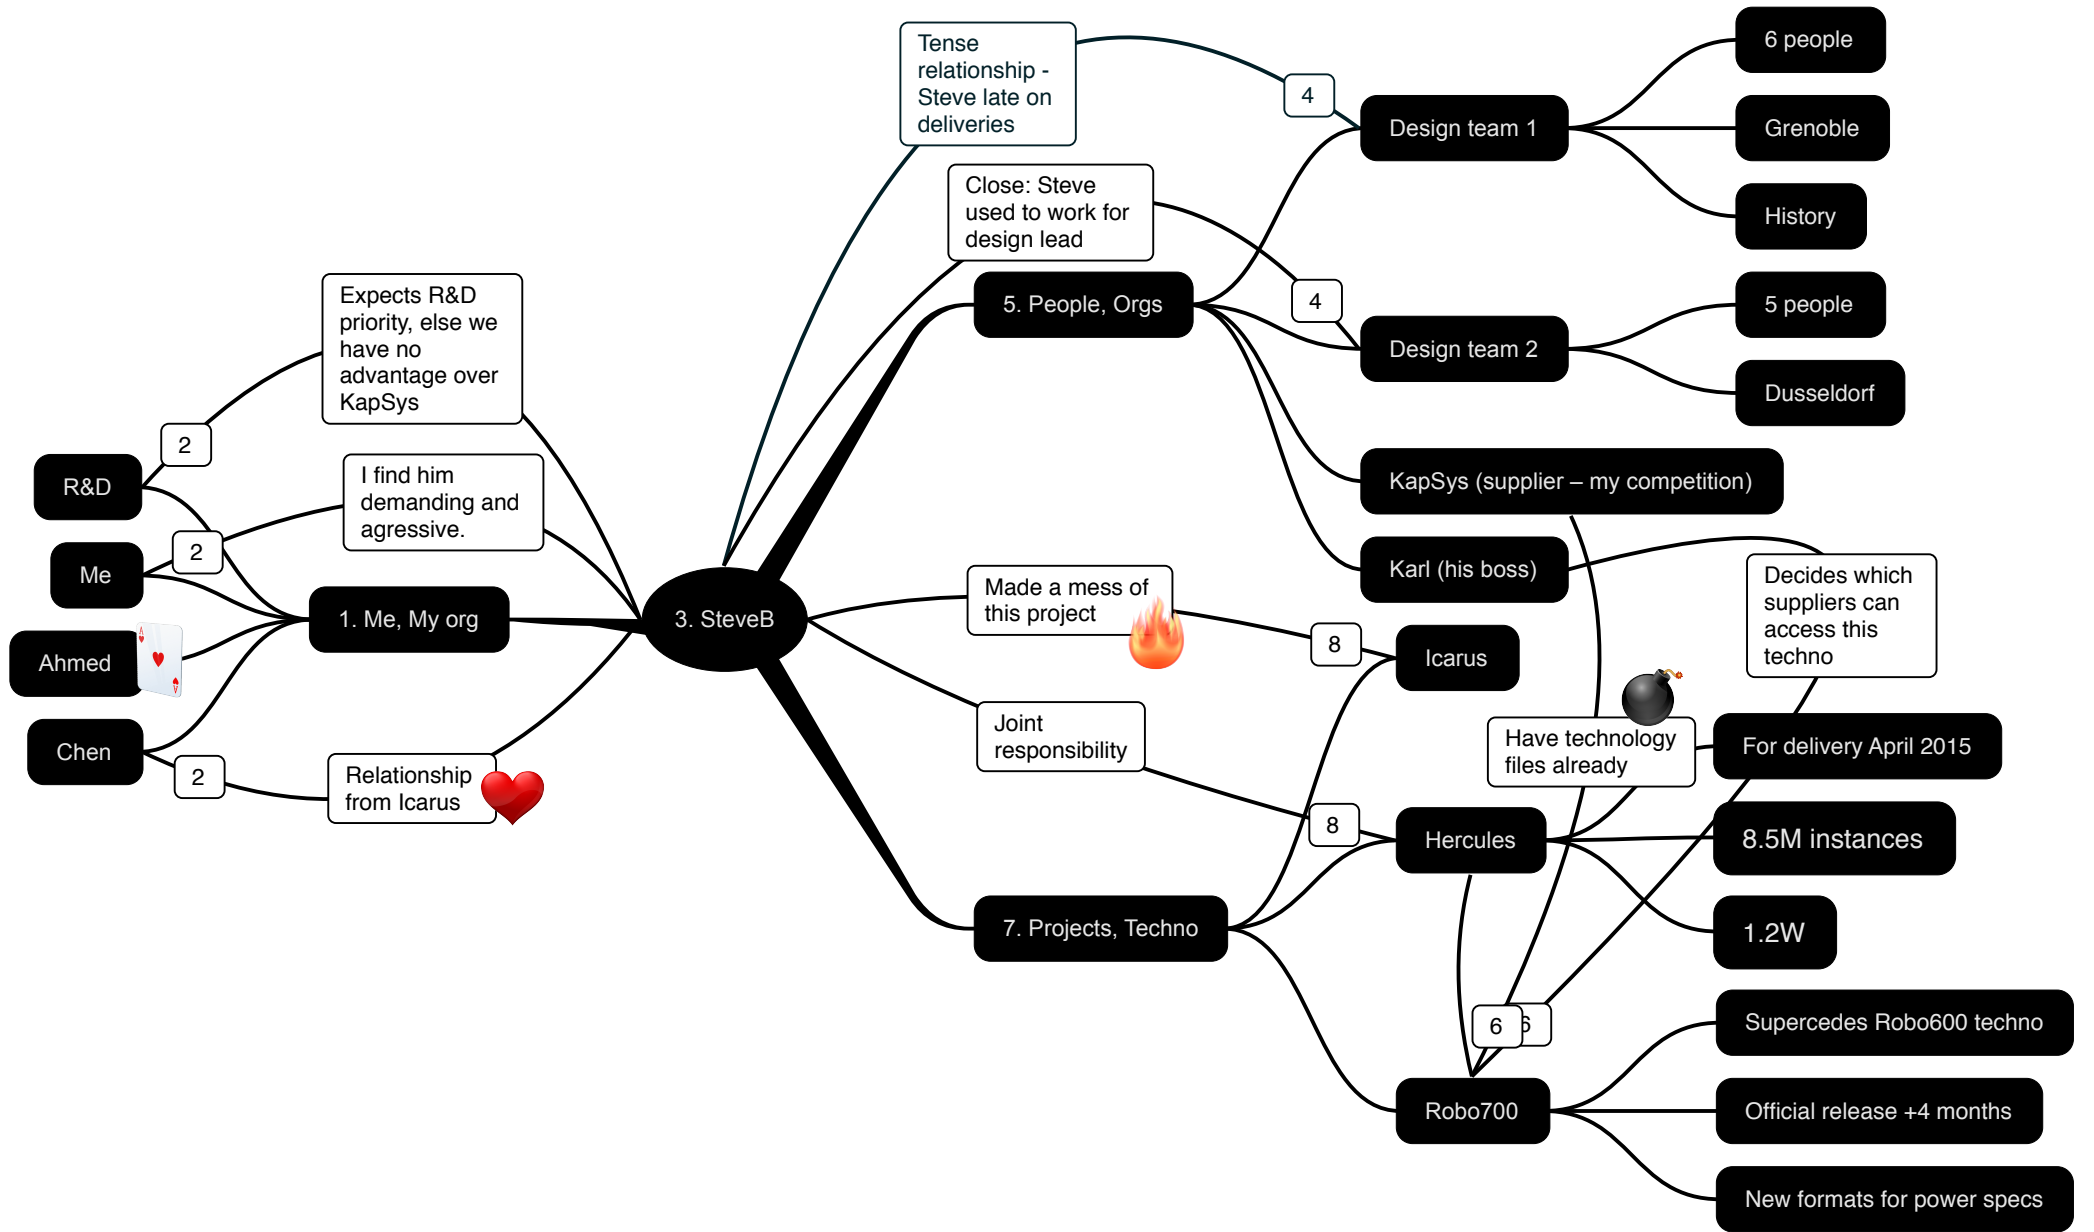 Tense
relationship -
Steve late on
deliveries
4
Design team 1
6 people
Grenoble
History
Close: Steve
used to work for
design lead
4
5. People, Orgs
Design team 2
5 people
Dusseldorf
KapSys (supplier – my competition)
Karl (his boss)
Decides which
suppliers can
access this
techno
Expects R&D
priority, else we
have no
advantage over
KapSys
2
R&D
I find him
demanding and
agressive.
2
Me
1. Me, My org
Ahmed
Chen
2
Relationship
from Icarus
3. SteveB
Made a mess of
this project
8
Icarus
Joint
responsibility
8
Hercules
Have technology
files already
For delivery April 2015
8.5M instances
1.2W
7. Projects, Techno
6
6
Robo700
Supercedes Robo600 techno
Official release +4 months
New formats for power specs